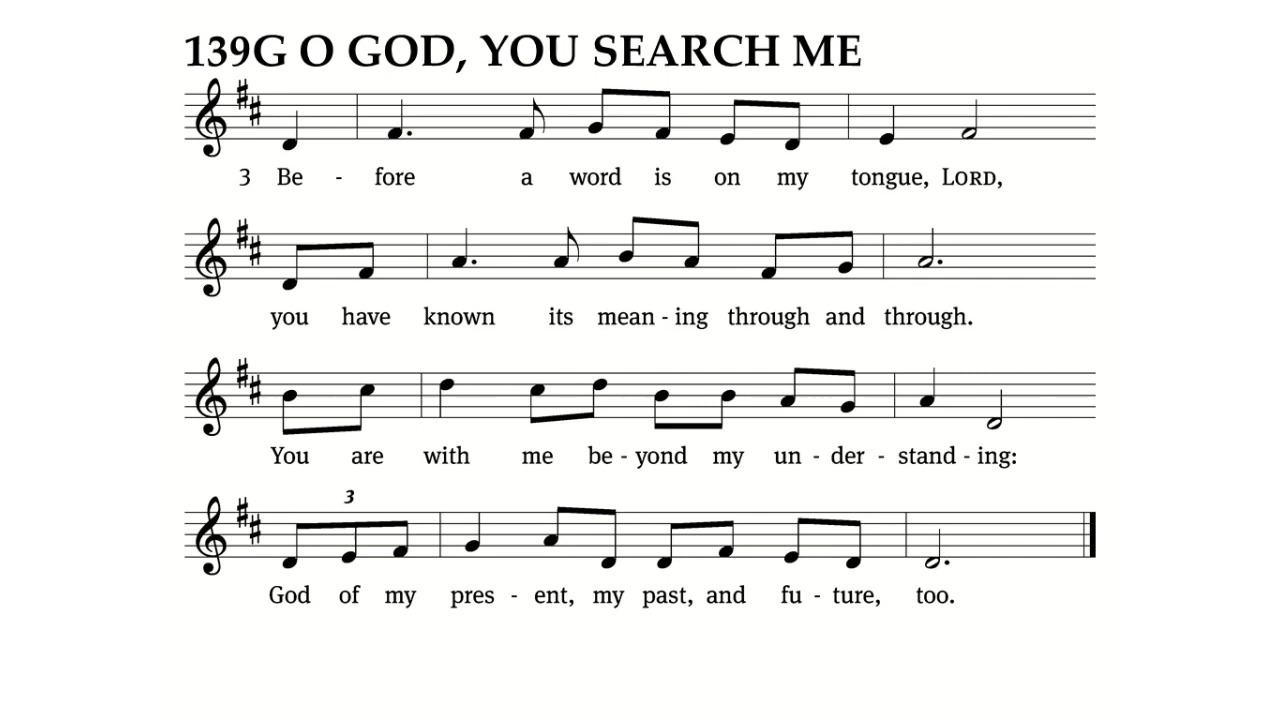 139G O GOD, YOU SEARCH ME
3 Be - fore a word is on my tongue, LORD,
you have known its mean - ing through and through.
You are with me be - yond my un - der - stand - ing:
3
God of my pres - ent, my past, and fu - ture, too.